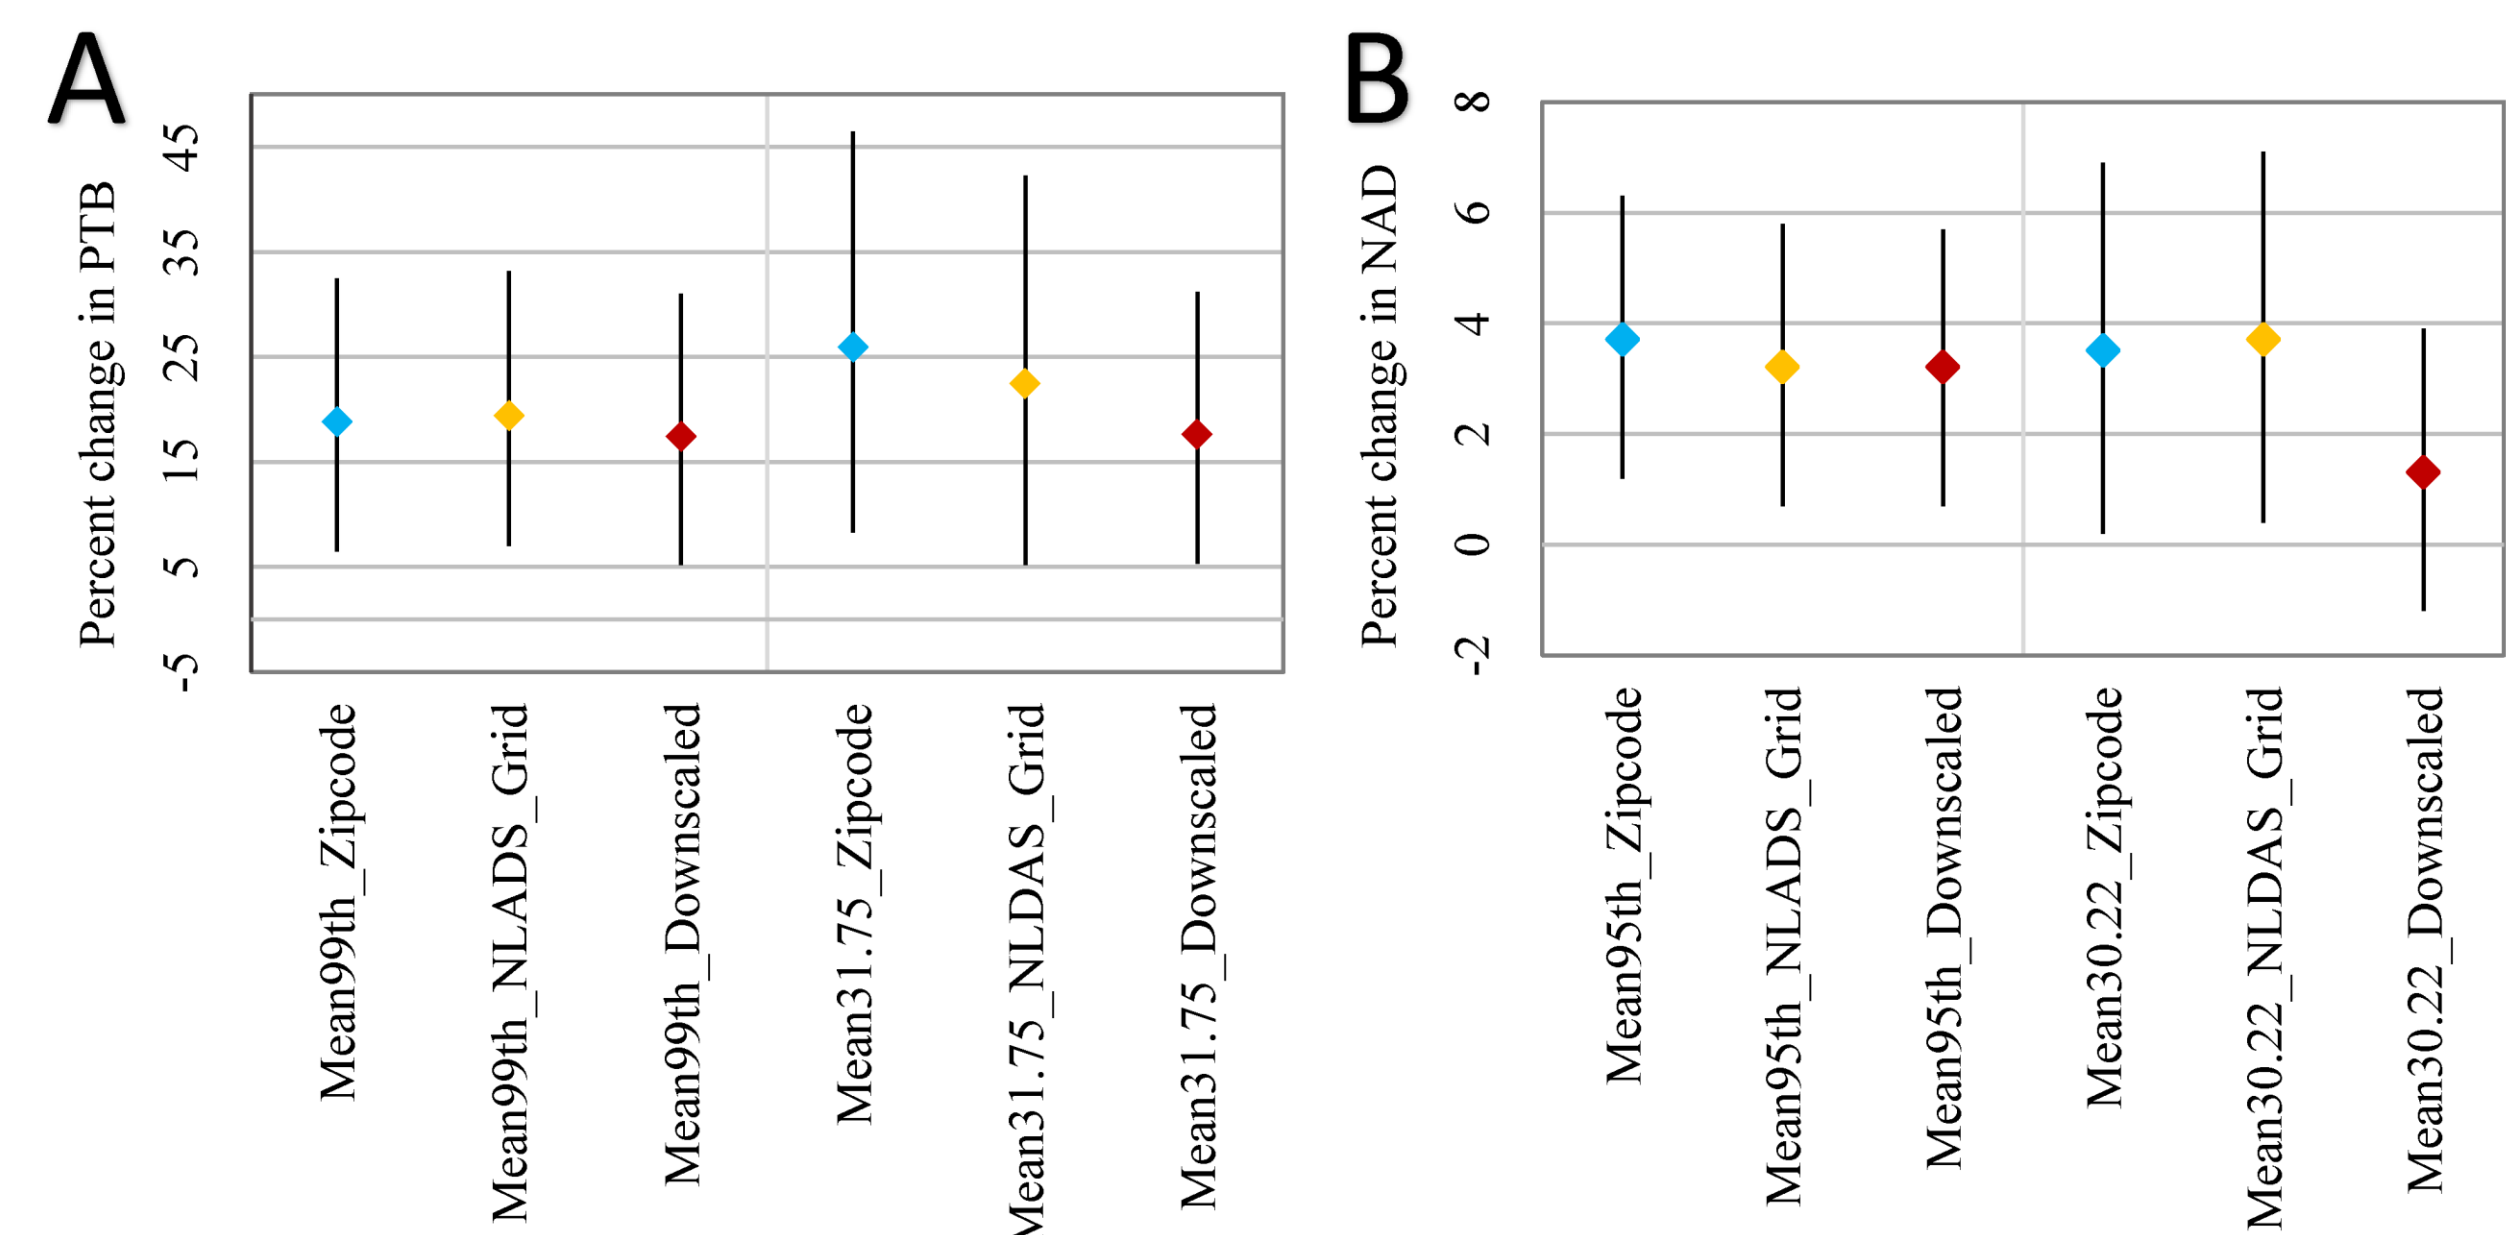 A
Percent change in PTB
45
35
25
15
5
-5
Mean99th_Zipcode
Mean99th_NLADS_Grid
Mean99th_Downscaled
Mean31.75_Zipcode
Mean31.75_NLDAS_Grid
Mean31.75_Downscaled
B
Percent change in NAD
8
6
4
2
0
-2
Mean95th_Zipcode
Mean95th_NLADS_Grid
Mean95th_Downscaled
Mean30.22_Zipcode
Mean30.22_NLDAS_Grid
Mean30.22_Downscaled